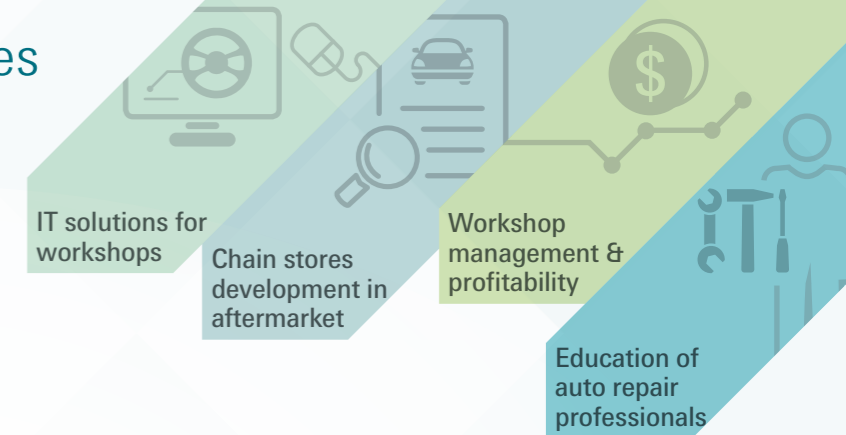 es
IT solutions for
workshops
Chain stores
development in
aftermarket
Workshop
management &
profitability
Education of
auto repair
professionals
$